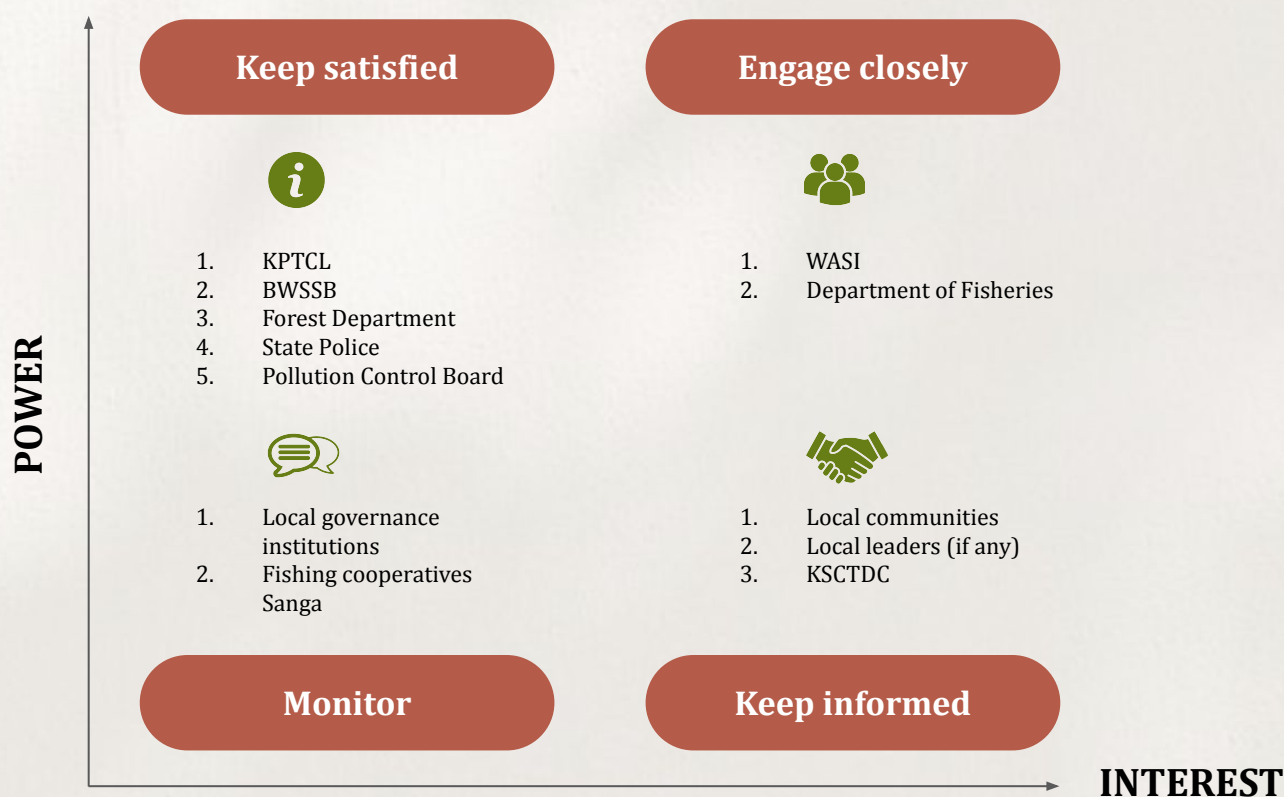 Keep satisfied
Engage closely
1. KPTCL
2. BWSSB
3. Forest Department
4. State Police
5. Pollution Control Board
1. WASI
2. Department of Fisheries
POWER
1. Local governance
institutions
2. Fishing cooperatives
Sanga
1. Local communities
2. Local leaders (if any)
3. KSCTDC
Monitor
Keep informed
INTEREST